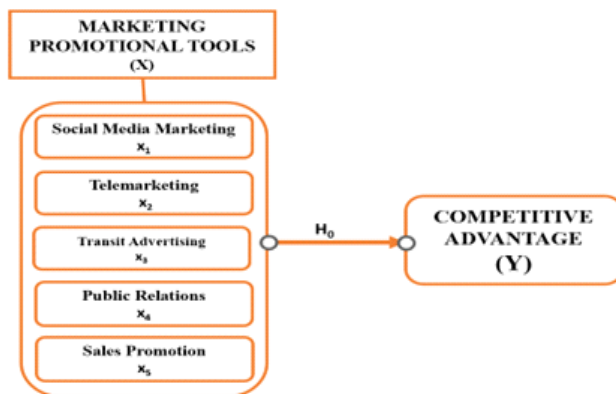 MARKETING
PROMOTIONAL TOOLS
(X)
Social Media Marketing
x₁
Telemarketing
x₂
Transit Advertising
x₃
Public Relations
x₄
Sales Promotion
x₅
H₀
COMPETITIVE
ADVANTAGE
(Y)